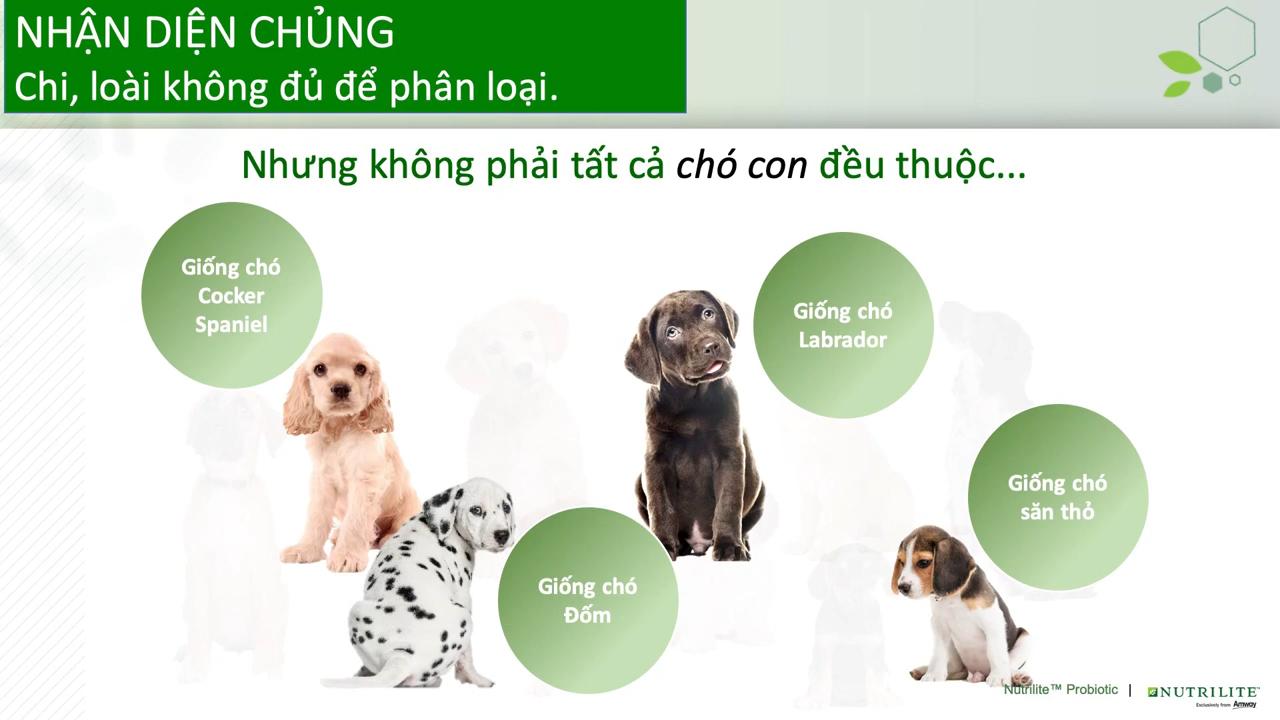 NHẬN DIỆN CHỦNG
Chi, loài không đủ để phân loại.
Nhưng không phải tất cả chó con đều thuộc...
Giống chó
Cocker
Spaniel
Giống chó
Labrador
Giống chó
săn thỏ
Giống chó
Đốm
Nutrilite™ Probiotic |
NUTRILITE™
Exclusively from Amway